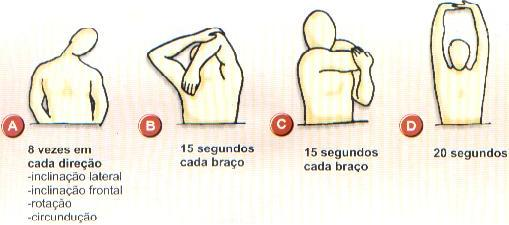 A
8 vezes em
cada direção
-inclinação lateral
-inclinação frontal
-rotação
-circundução
B
15 segundos
cada braço
C
15 segundos
cada braço
D
20 segundos